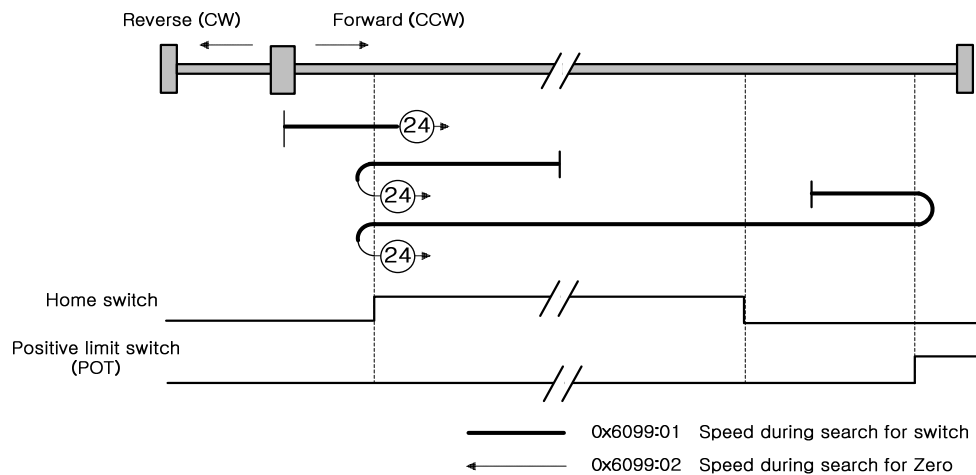 Reverse (CW) Forward (CCW)
24
24
24
Home switch
Positive limit switch
(POT)
0x6099:01 Speed during search for switch
0x6099:02 Speed during search for Zero